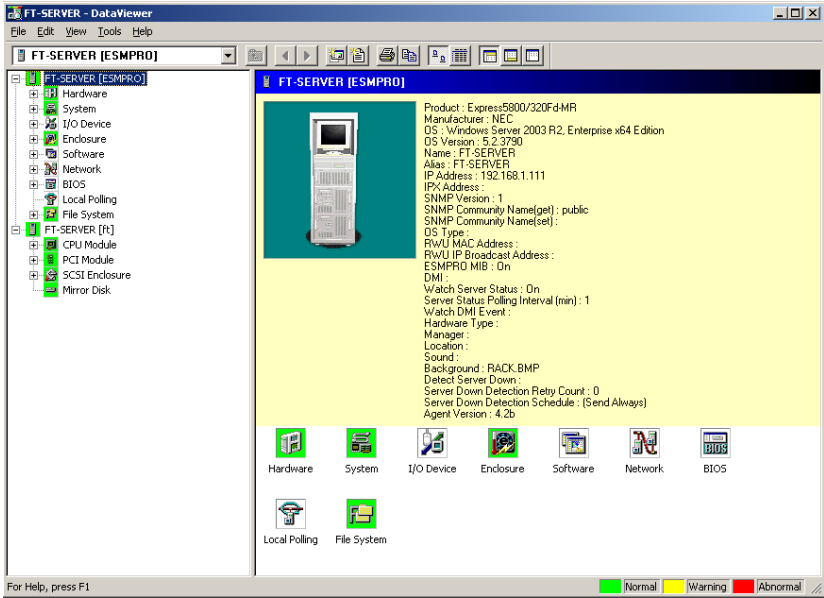 FT-SERVER - DataViewer
File Edit View Tools Help
FT-SERVER [ESMPRO]
FT-SERVER [ESMPRO]
Hardware
System
I/O Device
Enclosure
Software
Network
BIOS
Local Polling
File System
FT-SERVER [ft]
CPU Module
PCI Module
SCSI Enclosure
Mirror Disk
FT-SERVER [ESMPRO]
Product : Express5800/320Fd-MR
Manufacturer : NEC
OS : Windows Server 2003 R2, Enterprise x64 Edition
OS Version : 5.2.3790
Name : FT-SERVER
Alias : FT-SERVER
IP Address : 192.168.1.111
IPX Address :
SNMP Version : 1
SNMP Community Name(get) : public
SNMP Community Name(set) :
OS Type :
RWU MAC Address :
RWU IP Broadcast Address :
ESMPRO MIB : On
DMI :
Watch Server Status : On
Server Status Polling Interval (min) : 1
Watch DMI Event :
Hardware Type :
Manager :
Location :
Sound :
Background : RACK.BMP
Detect Server Down :
Server Down Detection Retry Count : 0
Server Down Detection Schedule : (Send Always)
Agent Version : 4.2b
BIOS
Hardware System I/O Device Enclosure Software Network BIOS
Local Polling File System
For Help, press F1
Normal Warning Abnormal